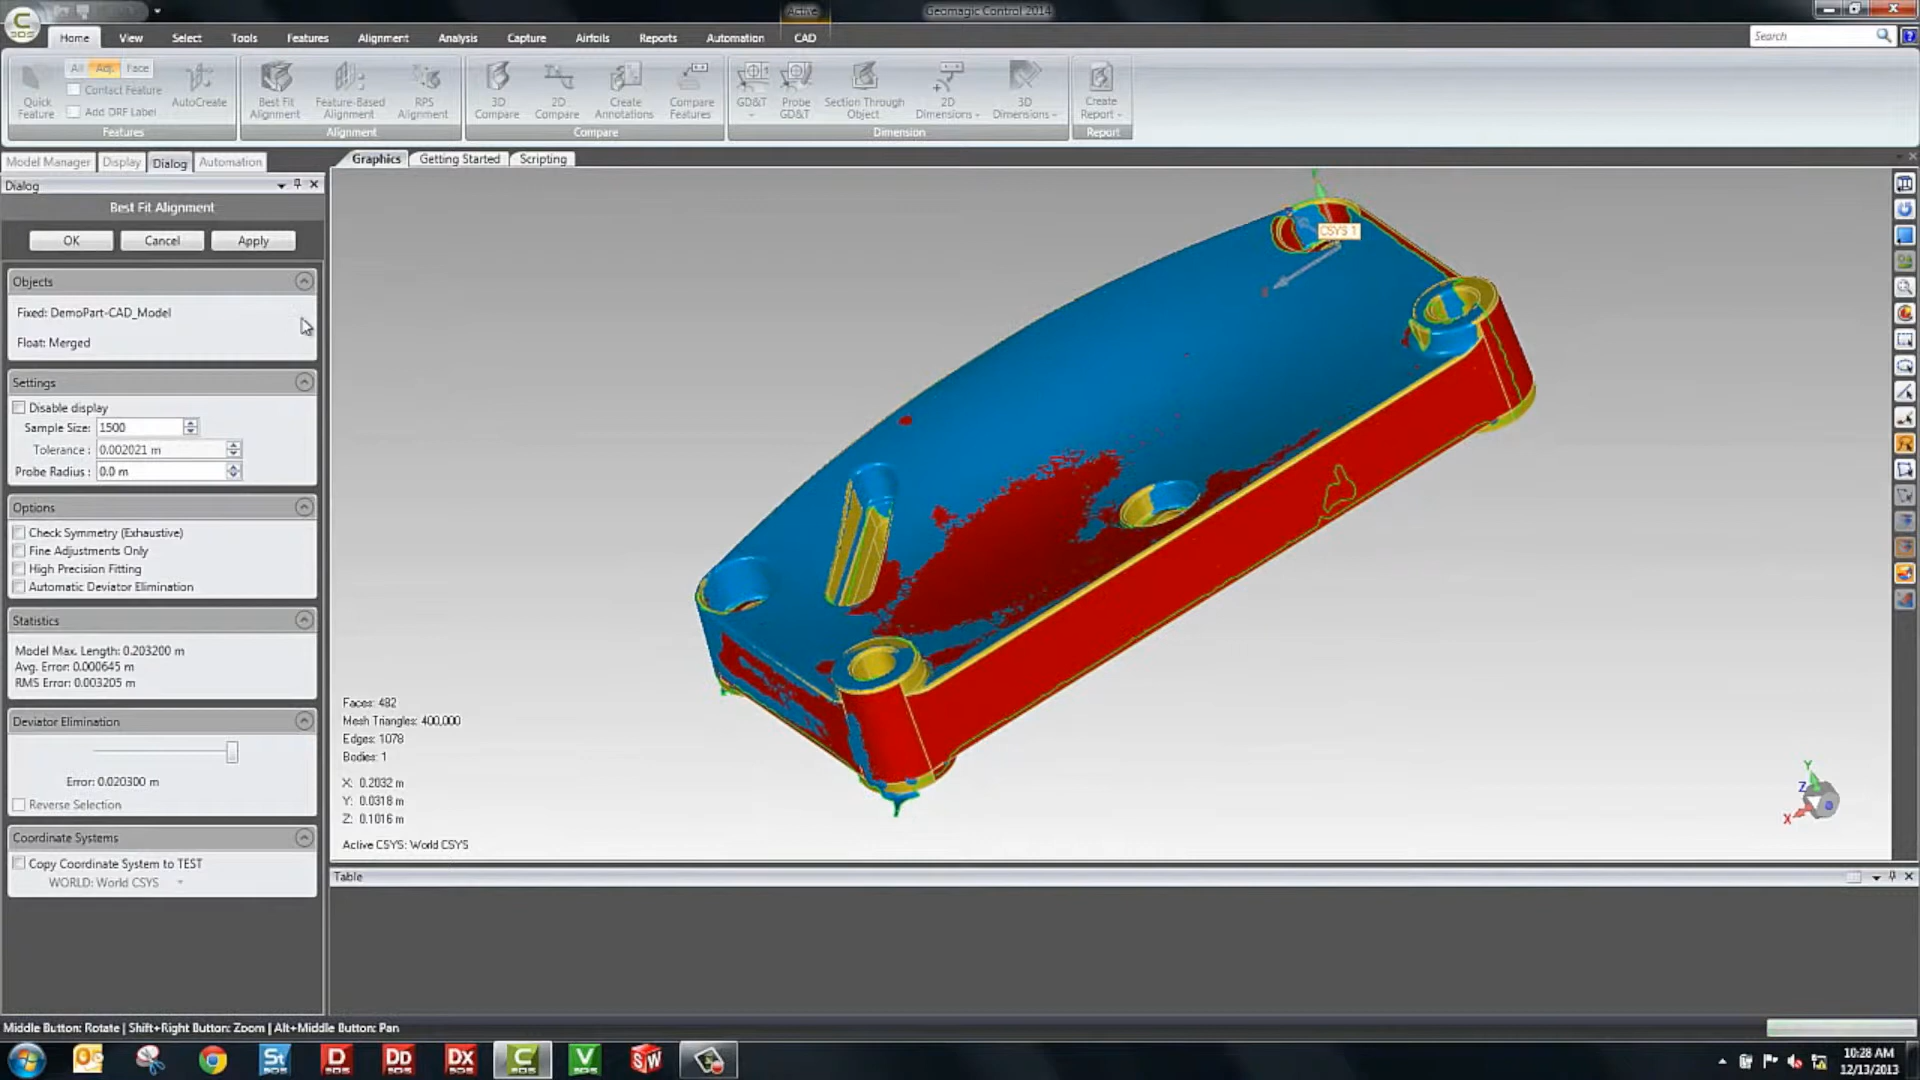 Active
Geomagic Control 2014
Home
View
Select
Tools
Features
Alignment
Analysis
Capture
Airfoils
Reports
Automation
CAD
Search
Quick Feature
All
Adj.
Face
Contact Feature
Add DRF Label
AutoCreate
Features
Best Fit Alignment
Feature-Based Alignment
RPS Alignment
Alignment
3D Compare
2D Compare
Create Annotations
Compare Features
Compare
GD&T
Probe GD&T
Section Through Object
2D Dimensions
3D Dimensions
Dimension
Create Report
Report
Model Manager
Display
Dialog
Automation
Graphics
Getting Started
Scripting
Dialog
Best Fit Alignment
OK
Cancel
Apply
Objects
Fixed: DemoPart-CAD_Model
Float: Merged
Settings
Disable display
Sample Size: 1500
Tolerance: 0.002021 m
Probe Radius: 0.0 m
Options
Check Symmetry (Exhaustive)
Fine Adjustments Only
High Precision Fitting
Automatic Deviator Elimination
Statistics
Model Max. Length: 0.203200 m
Avg. Error: 0.000645 m
RMS Error: 0.003205 m
Deviator Elimination
Error: 0.020300 m
Reverse Selection
Coordinate Systems
Copy Coordinate System to TEST
WORLD: World CSYS
CSYS 1
Faces: 482
Mesh Triangles: 400,000
Edges: 1078
Bodies: 1
X: 0.2032 m
Y: 0.0318 m
Z: 0.1016 m
Active CSYS: World CSYS
Y
Z
X
Table
Middle Button: Rotate | Shift+Right Button: Zoom | Alt+Middle Button: Pan
St
D
Dd
DX
C
V
SW
10:28 AM
12/13/2013